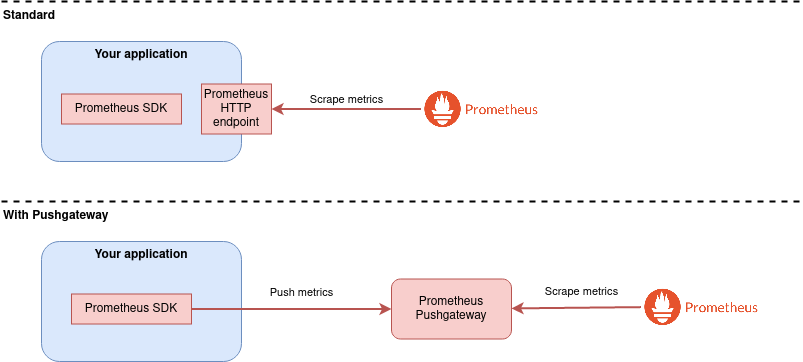 Standard
Your application
Prometheus SDK
Prometheus
HTTP
endpoint
Scrape metrics
Prometheus
With Pushgateway
Your application
Prometheus SDK
Push metrics
Prometheus
Pushgateway
Scrape metrics
Prometheus